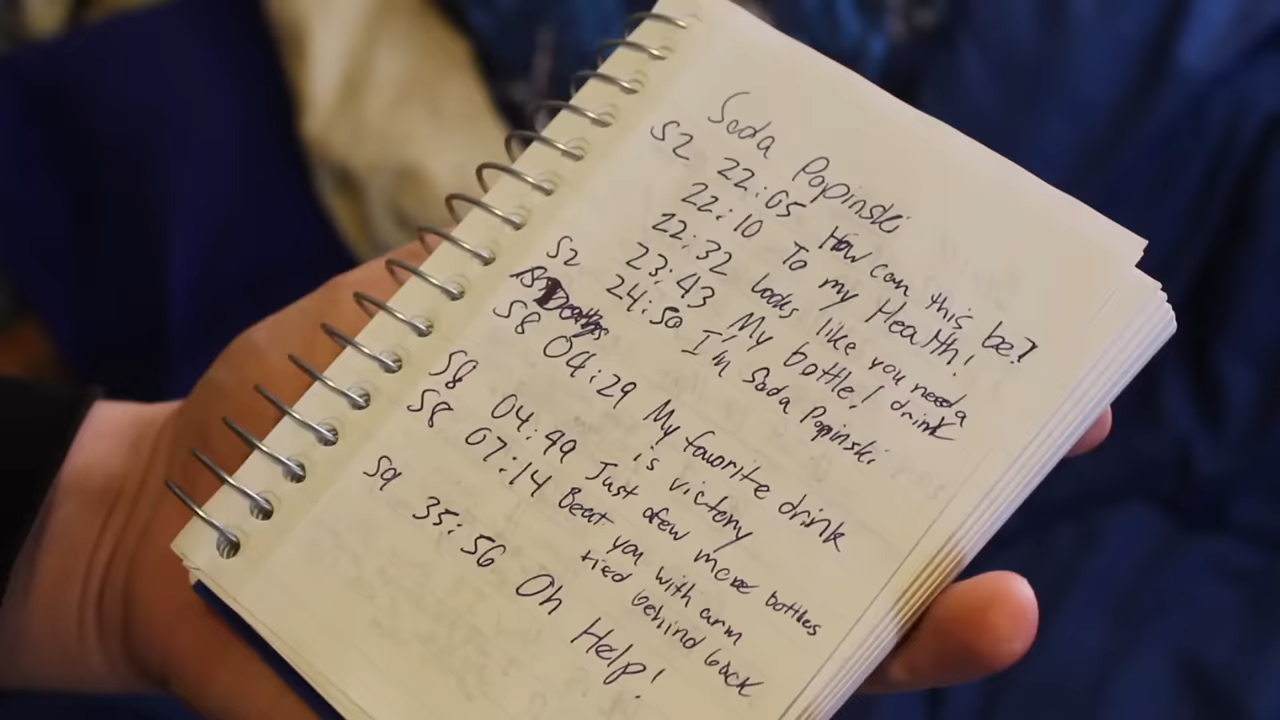 Soda Popinski
S2 22:05 How can this be?
22:10 To my Health!
22:32 looks like you need a
drink
S2 23:43 My bottle!
24:50 I'm Soda Popinski
S8 04:29 My favorite drink
is victory
S8 04:49 Just afew more bottles
S8 07:14 Beat you with arm
tied behind back
S9 35:56 Oh Help!